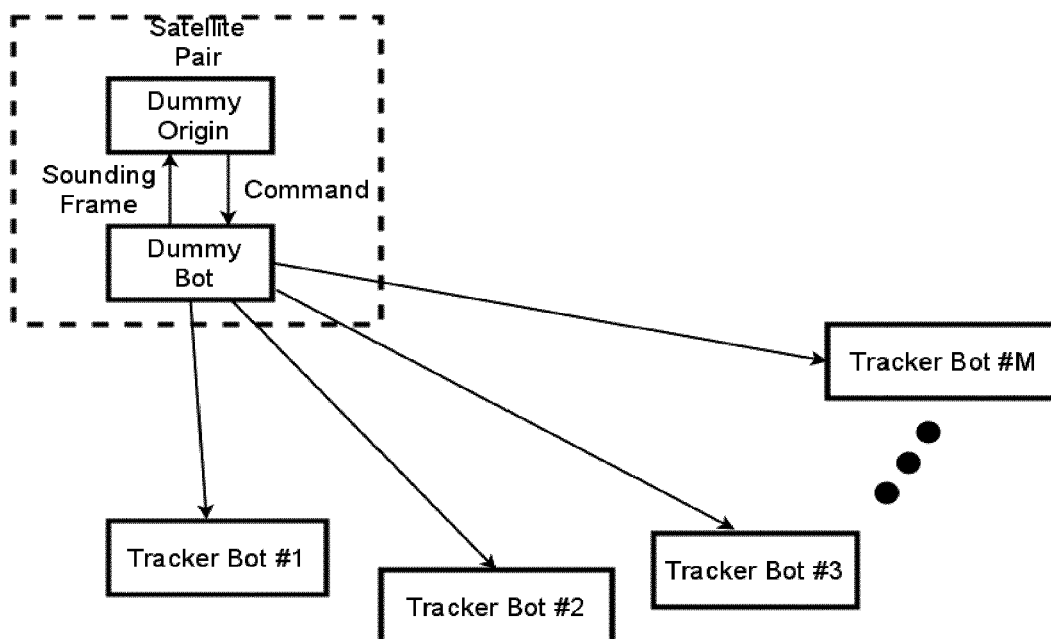 Satellite
Pair
Dummy
Origin
Sounding
Frame
Command
Dummy
Bot
Tracker Bot #M
Tracker Bot #1
Tracker Bot #3
Tracker Bot #2